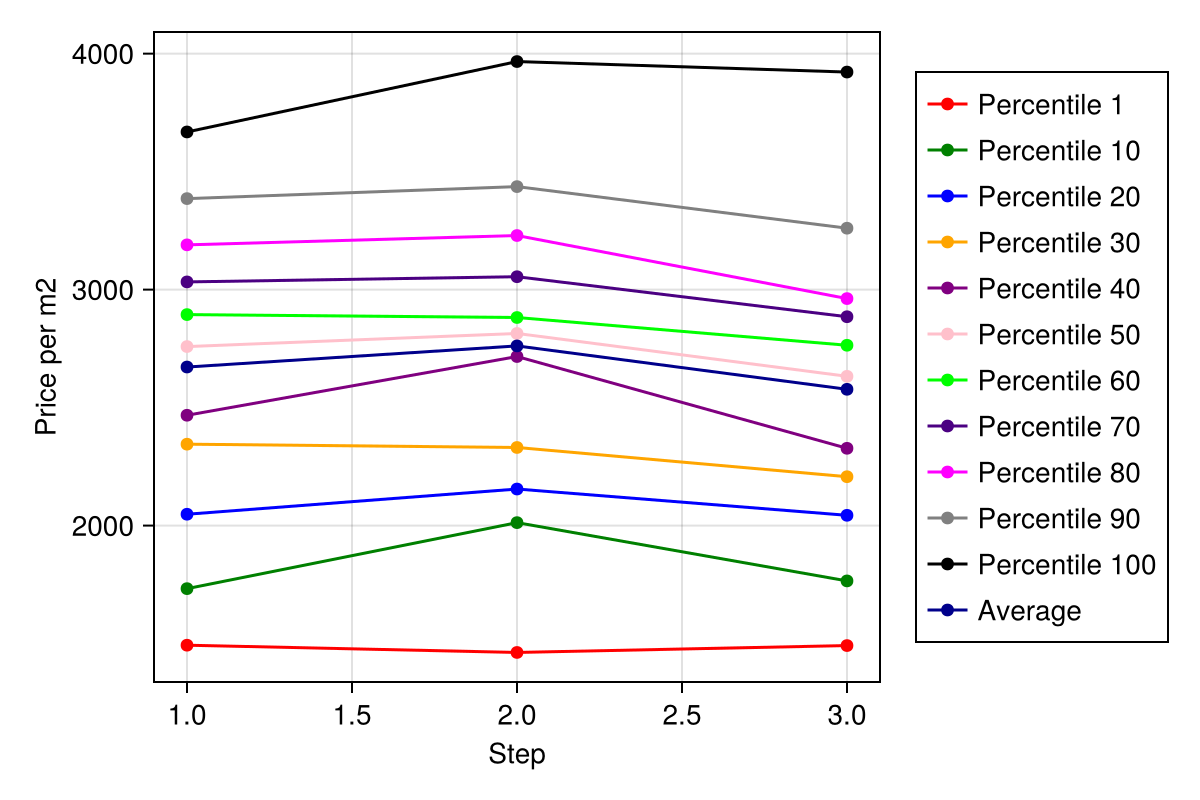 4000
3000
2000
Price per m2
1.0 1.5 2.0 2.5 3.0
Step
Percentile 1
Percentile 10
Percentile 20
Percentile 30
Percentile 40
Percentile 50
Percentile 60
Percentile 70
Percentile 80
Percentile 90
Percentile 100
Average